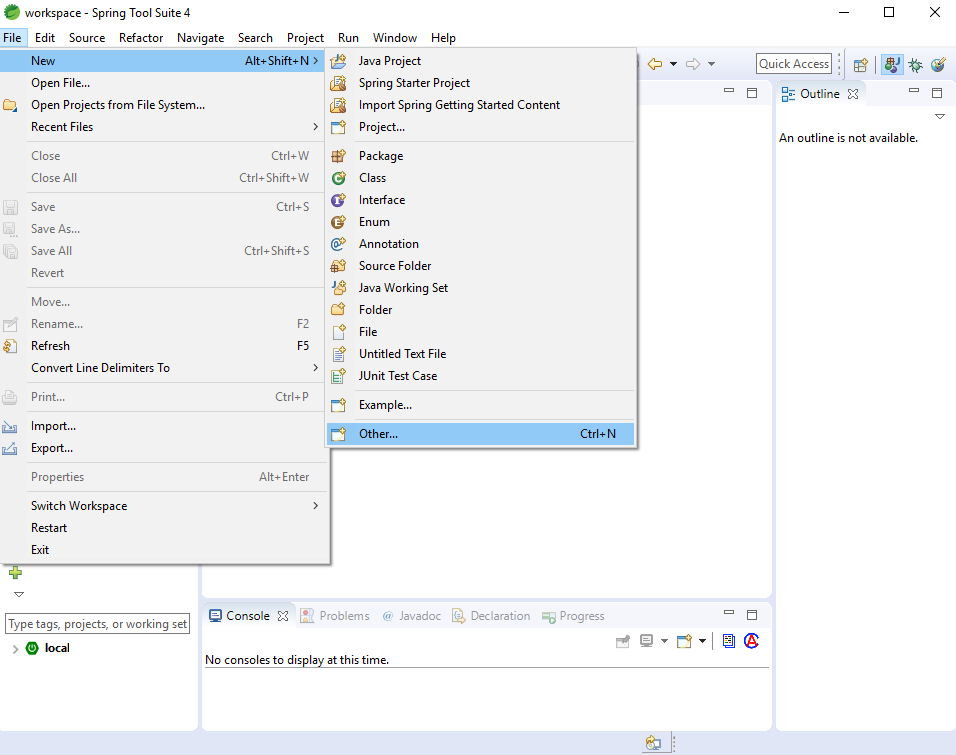 workspace - Spring Tool Suite 4
File Edit Source Refactor Navigate Search Project Run Window Help
New Alt+Shift+N
Open File...
Open Projects from File System...
Recent Files
Close Ctrl+W
Close All Ctrl+Shift+W
Save Ctrl+S
Save As...
Save All Ctrl+Shift+S
Revert
Move...
Rename... F2
Refresh F5
Convert Line Delimiters To
Print... Ctrl+P
Import...
Export...
Properties Alt+Enter
Switch Workspace
Restart
Exit
Java Project
Spring Starter Project
Import Spring Getting Started Content
Project...
Package
Class
Interface
Enum
Annotation
Source Folder
Java Working Set
Folder
File
Untitled Text File
JUnit Test Case
Example...
Other... Ctrl+N
Quick Access
Outline
An outline is not available.
Type tags, projects, or working set
local
Console Problems @ Javadoc Declaration Progress
No consoles to display at this time.